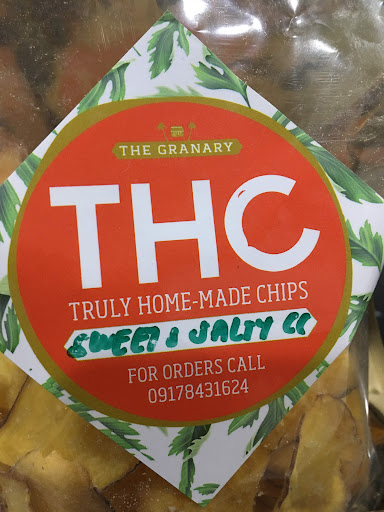 THE GRANARY
THC
TRULY HOME-MADE CHIPS
SWEET & SALTY CC
FOR ORDERS CALL
09178431624